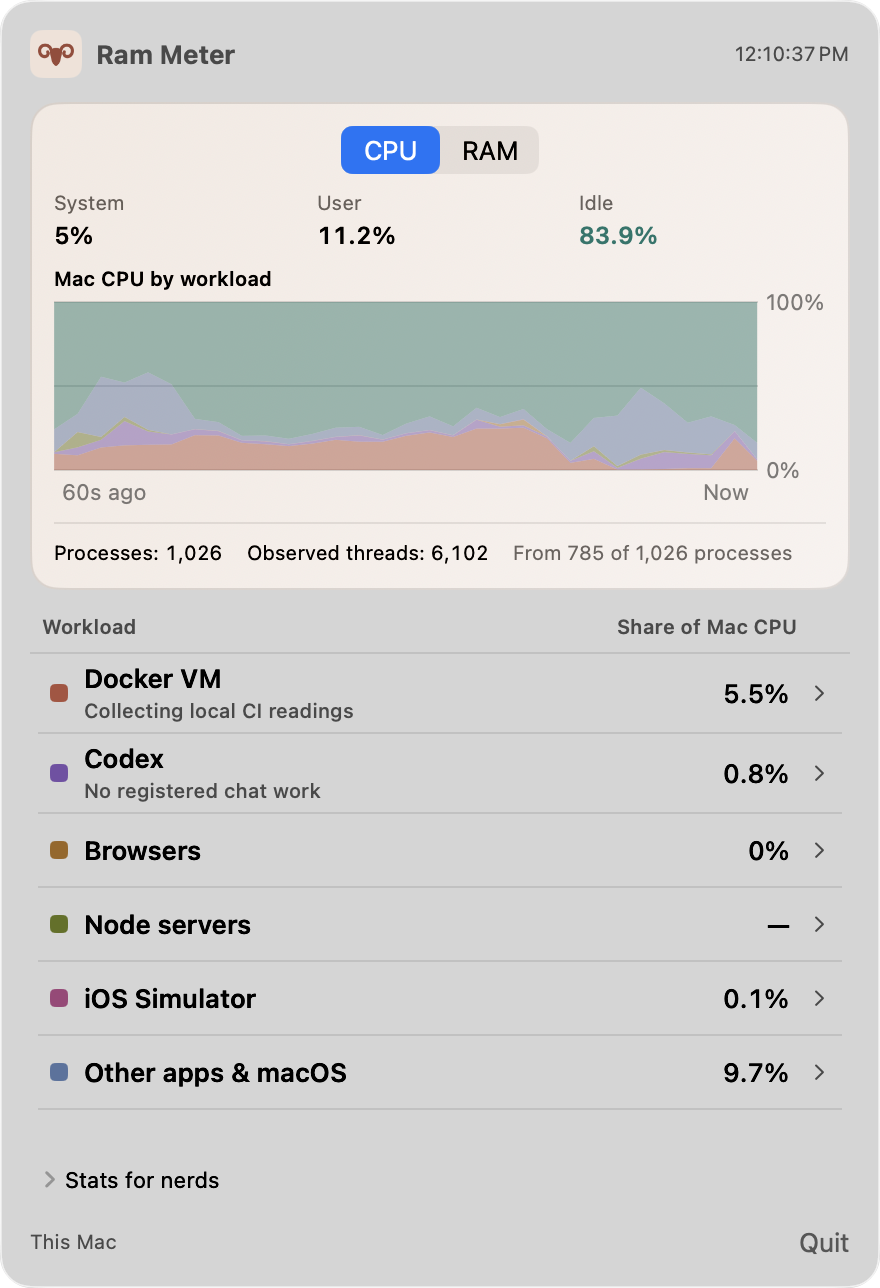 Ram Meter
12:10:37 PM
CPU RAM
System User Idle
5% 11.2% 83.9%
Mac CPU by workload
100%
0%
60s ago Now
Processes: 1,026 Observed threads: 6,102 From 785 of 1,026 processes
Workload Share of Mac CPU
Docker VM
Collecting local CI readings
5.5%
Codex
No registered chat work
0.8%
Browsers 0%
Node servers —
iOS Simulator 0.1%
Other apps & macOS 9.7%
Stats for nerds
This Mac Quit